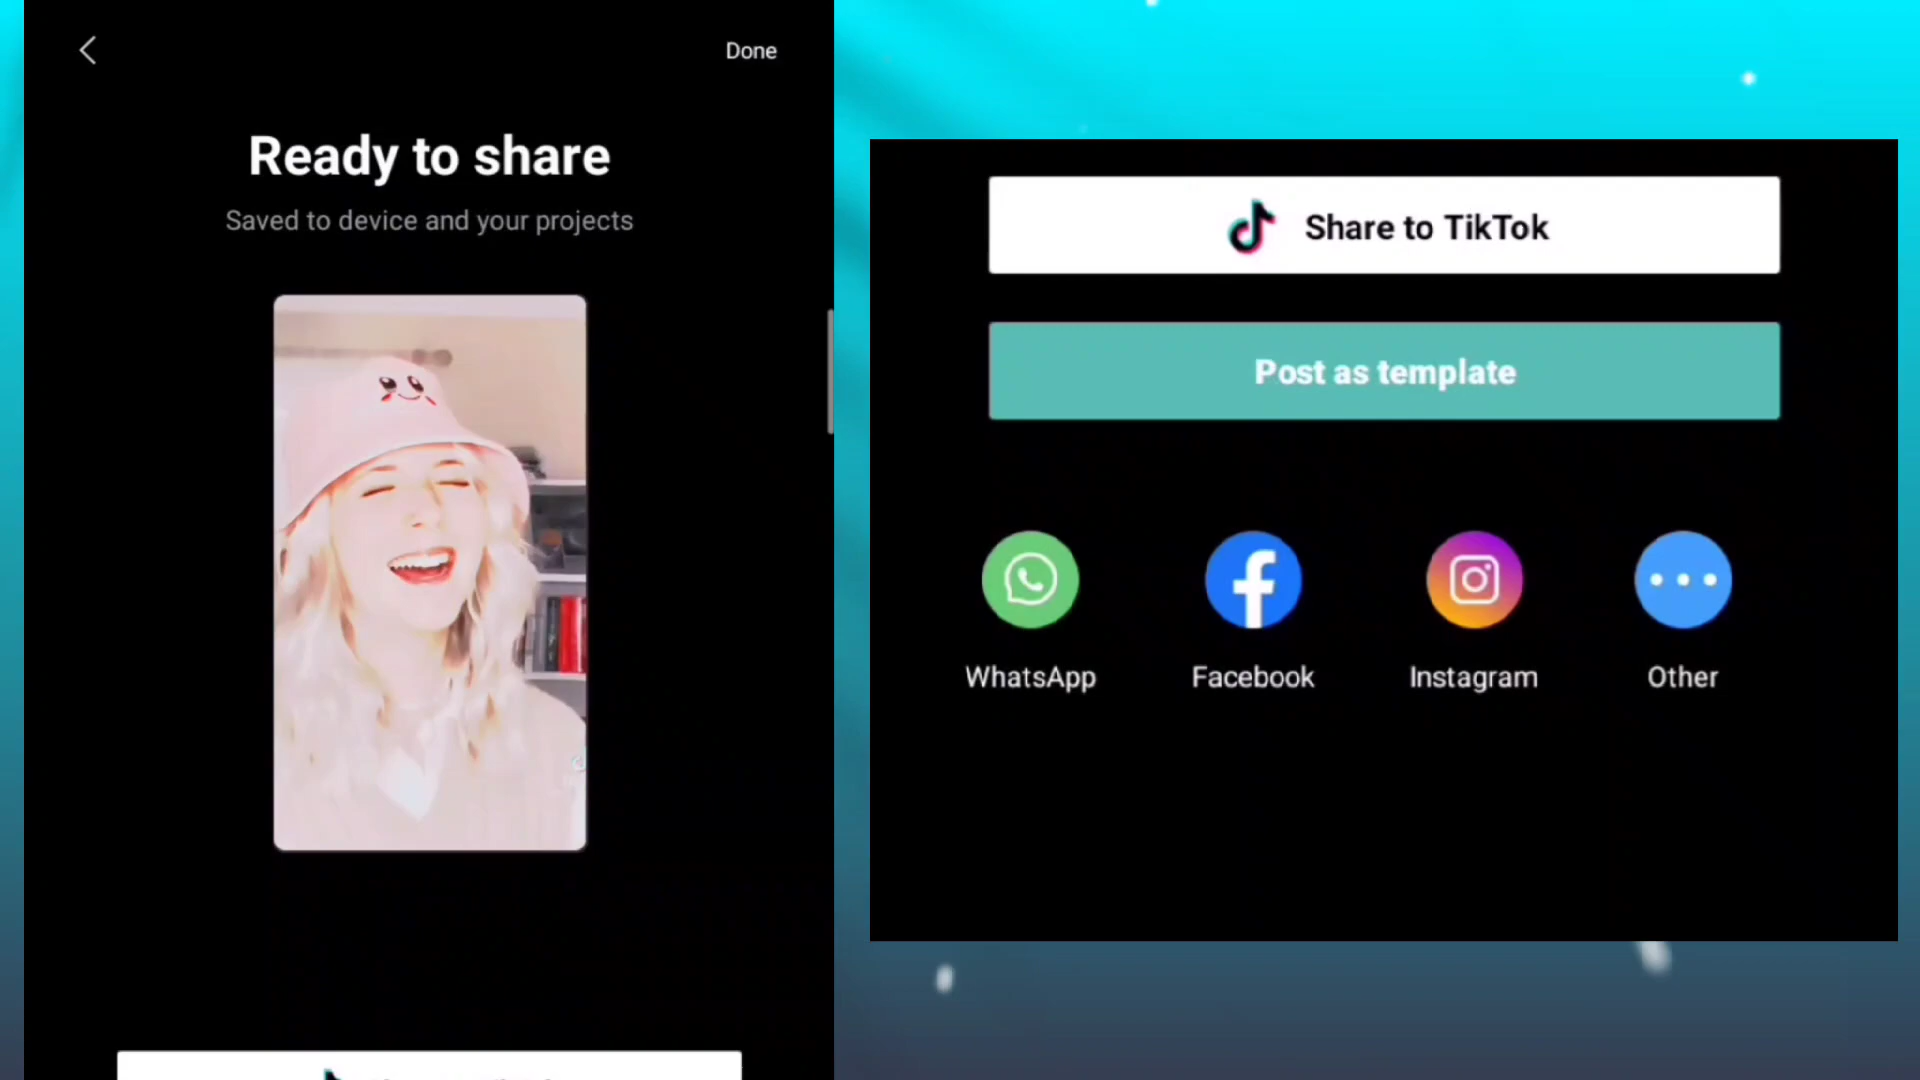 Done
Ready to share
Saved to device and your projects
Share to TikTok
Post as template
WhatsApp
Facebook
Instagram
Other